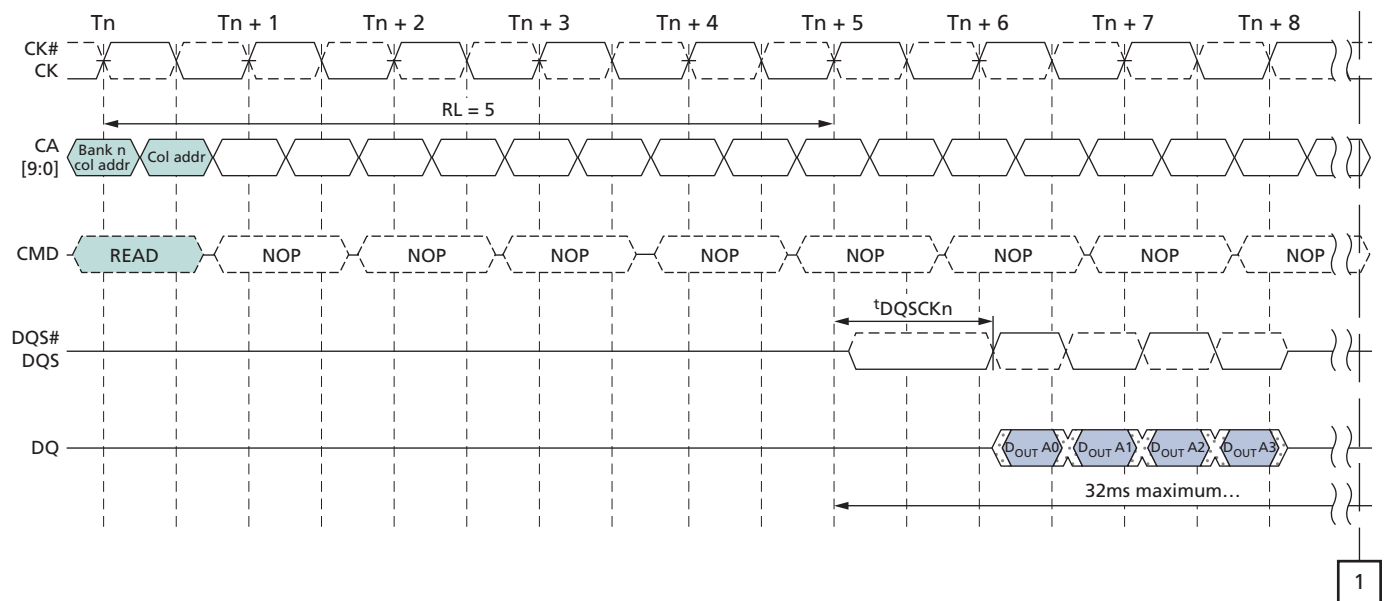 Tn Tn + 1 Tn + 2 Tn + 3 Tn + 4 Tn + 5 Tn + 6 Tn + 7 Tn + 8
CK#
CK
RL = 5
CA
[9:0]
Bank n
col addr
Col addr
CMD READ NOP NOP NOP NOP NOP NOP NOP NOP
tDQSCKn
DQS#
DQS
DQ DOUT A0 DOUT A1 DOUT A2 DOUT A3
32ms maximum…
1